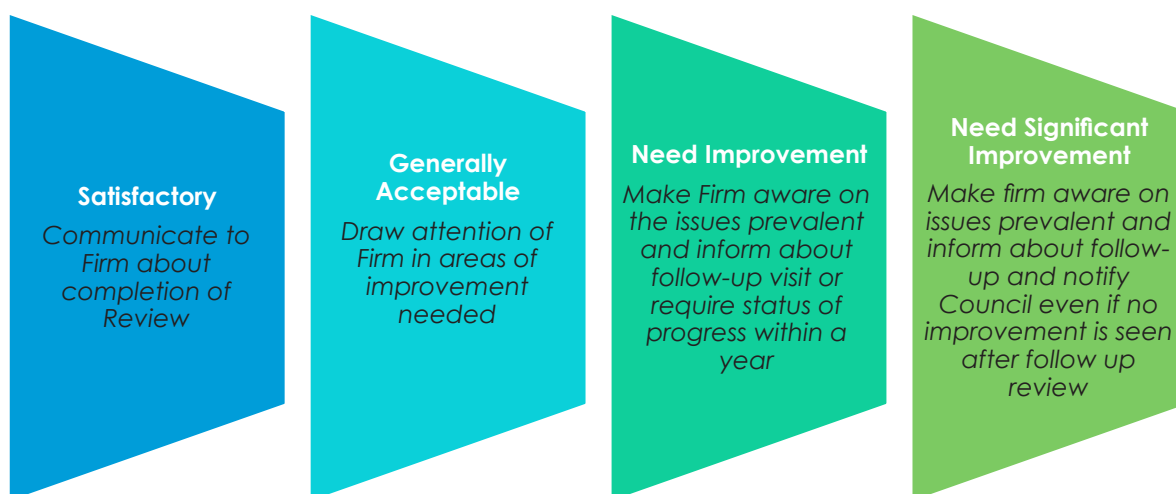 Satisfactory
Communicate to
Firm about
completion of
Review
Generally
Acceptable
Draw attention of
Firm in areas of
improvement
needed
Need Improvement
Make Firm aware on
the issues prevalent
and inform about
follow-up visit or
require status of
progress within a
year
Need Significant
Improvement
Make firm aware on
issues prevalent and
inform about follow-
up and notify
Council even if no
improvement is seen
after follow up
review